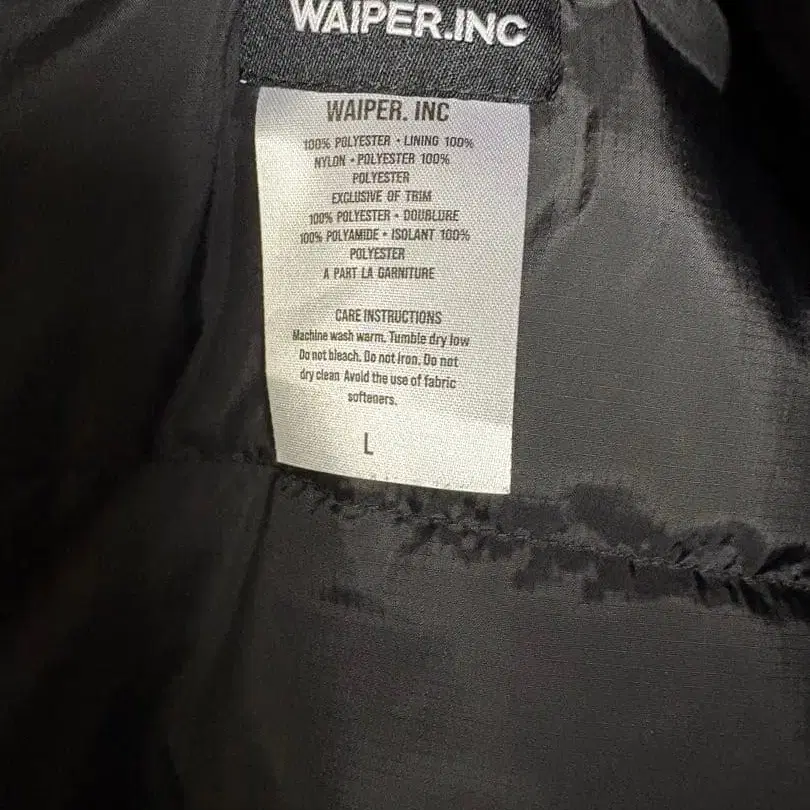 WAIPER.INC
WAIPER. INC
100% POLYESTER • LINING 100%
NYLON • POLYESTER 100%
POLYESTER
EXCLUSIVE OF TRIM
100% POLYESTER • DOUBLURE
100% POLYAMIDE • ISOLANT 100%
POLYESTER
A PART LA GARNITURE
CARE INSTRUCTIONS
Machine wash warm. Tumble dry low
Do not bleach. Do not iron. Do not
dry clean Avoid the use of fabric
softeners.
L